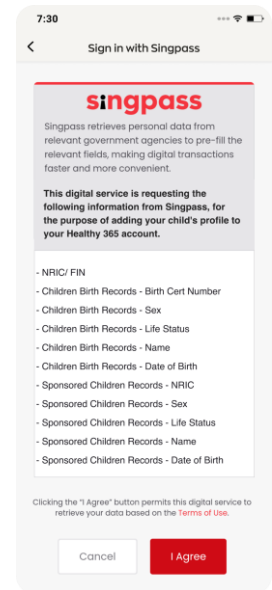 7:30
Sign in with Singpass
singpass
Singpass retrieves personal data from
relevant government agencies to pre-fill the
relevant fields, making digital transactions
faster and more convenient.
This digital service is requesting the
following information from Singpass, for
the purpose of adding your child's profile to
your Healthy 365 account.
- NRIC/ FIN
- Children Birth Records - Birth Cert Number
- Children Birth Records - Sex
- Children Birth Records - Life Status
- Children Birth Records - Name
- Children Birth Records - Date of Birth
- Sponsored Children Records - NRIC
- Sponsored Children Records - Sex
- Sponsored Children Records - Life Status
- Sponsored Children Records - Name
- Sponsored Children Records - Date of Birth
Clicking the "I Agree" button permits this digital service to
retrieve your data based on the Terms of Use.
Cancel
I Agree